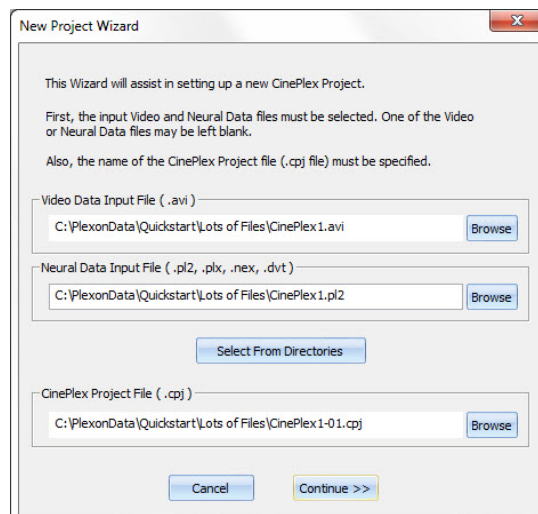 New Project Wizard
This Wizard will assist in setting up a new CinePlex Project.
First, the input Video and Neural Data files must be selected. One of the Video
or Neural Data files may be left blank.
Also, the name of the CinePlex Project file (.cpj file) must be specified.
Video Data Input File ( .avi )
C:\PlexonData\Quickstart\Lots of Files\CinePlex1.avi
Browse
Neural Data Input File ( .pl2, .plx, .nex, .dvt )
C:\PlexonData\Quickstart\Lots of Files\CinePlex1.pl2
Browse
Select From Directories
CinePlex Project File ( .cpj )
C:\PlexonData\Quickstart\Lots of Files\CinePlex1-01.cpj
Browse
Cancel
Continue >>